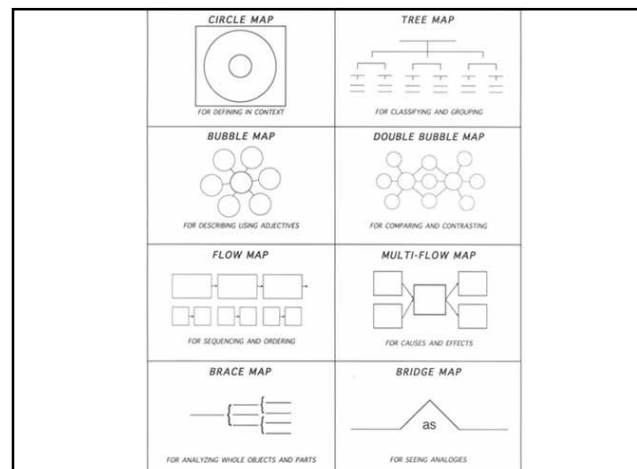 CIRCLE MAP
FOR DEFINING IN CONTEXT
TREE MAP
FOR CLASSIFYING AND GROUPING
BUBBLE MAP
FOR DESCRIBING USING ADJECTIVES
DOUBLE BUBBLE MAP
FOR COMPARING AND CONTRASTING
FLOW MAP
FOR SEQUENCING AND ORDERING
MULTI-FLOW MAP
FOR CAUSES AND EFFECTS
BRACE MAP
FOR ANALYZING WHOLE OBJECTS AND PARTS
BRIDGE MAP
as
FOR SEEING ANALOGIES